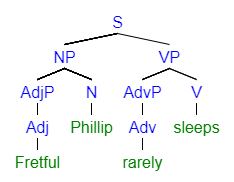 S
NP VP
AdjP N AdvP V
Adj Phillip Adv sleeps
Fretful rarely